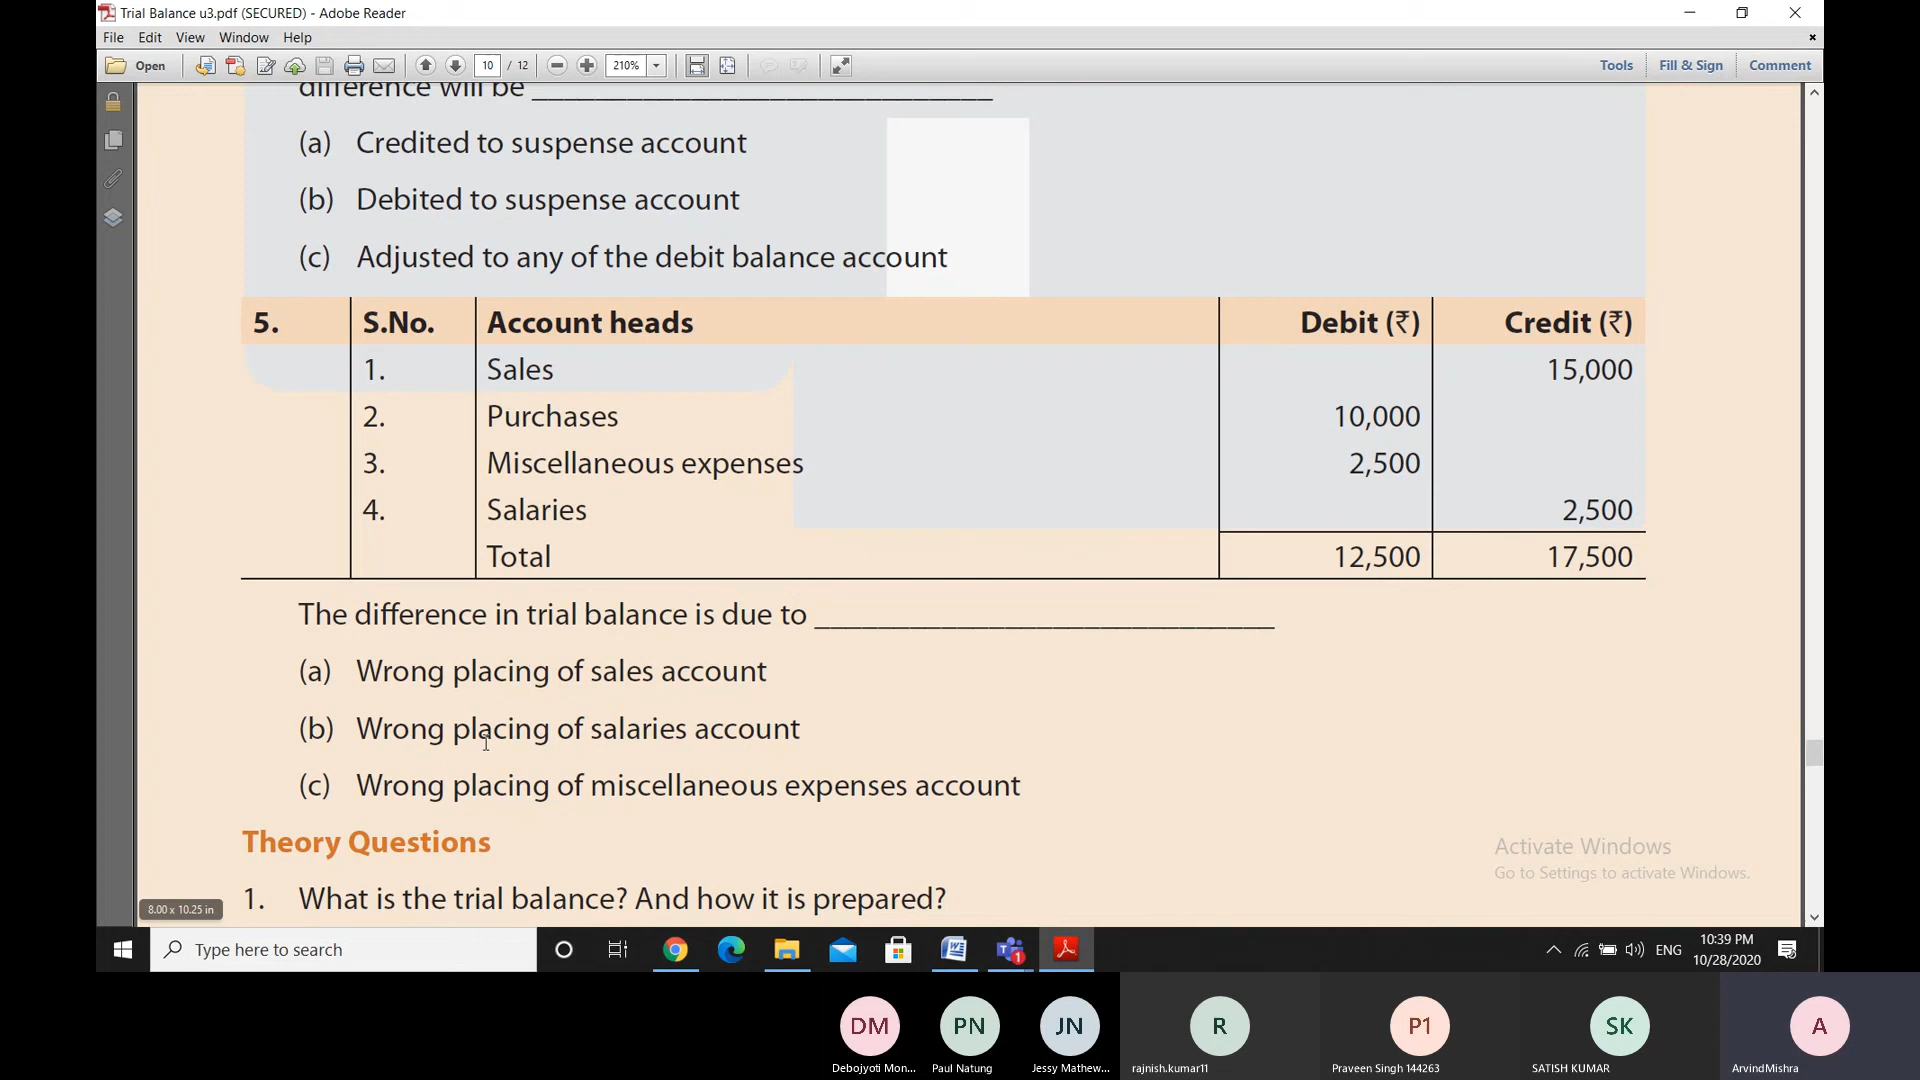 Trial Balance u3.pdf (SECURED) - Adobe Reader
File Edit View Window Help
Open 10 / 12 210% Tools Fill & Sign Comment
difference will be ______________________________
(a) Credited to suspense account
(b) Debited to suspense account
(c) Adjusted to any of the debit balance account
5. S.No. Account heads Debit (₹) Credit (₹)
1. Sales 15,000
2. Purchases 10,000
3. Miscellaneous expenses 2,500
4. Salaries 2,500
Total 12,500 17,500
The difference in trial balance is due to ______________________________
(a) Wrong placing of sales account
(b) Wrong placing of salaries account
(c) Wrong placing of miscellaneous expenses account
Theory Questions
Activate Windows
Go to Settings to activate Windows.
1. What is the trial balance? And how it is prepared?
8.00 x 10.25 in
Type here to search
1
ENG
10:39 PM
10/28/2020
DM PN JN R P1 SK A
Debojyoti Mon... Paul Natung Jessy Mathew... rajnish.kumar11 Praveen Singh 144263 SATISH KUMAR ArvindMishra